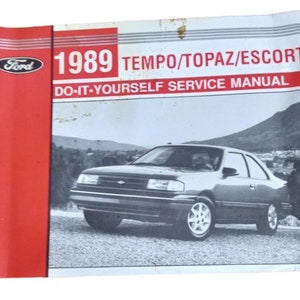 Ford
1989 TEMPO/TOPAZ/ESCORT
DO•IT•YOURSELF SERVICE MANUAL